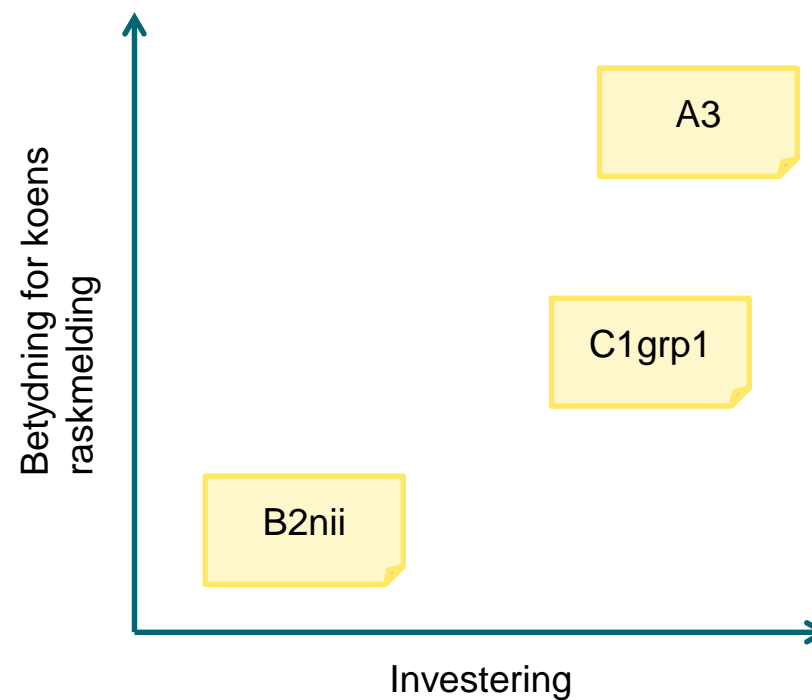 A3
Betydning for koens
raskmelding
C1grp1
B2nii
Investering